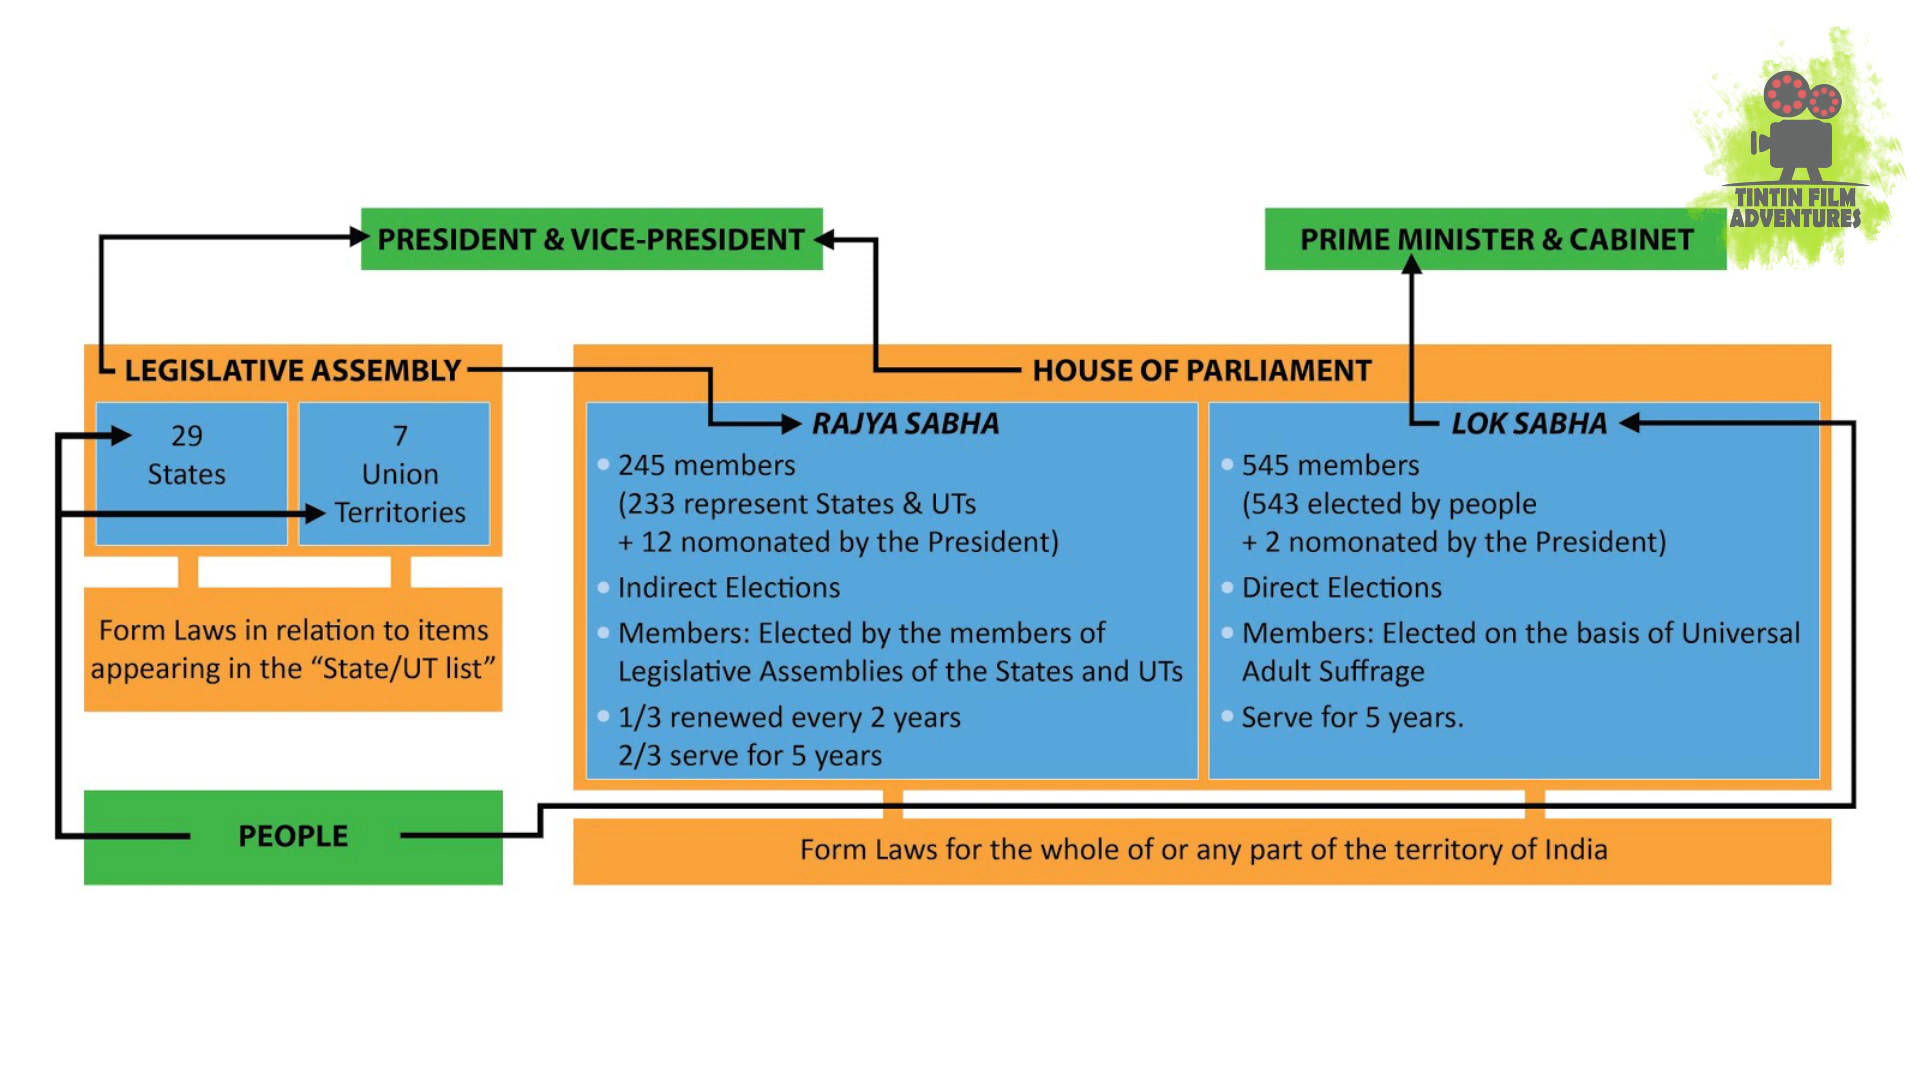 TINTIN FILM
ADVENTURES
PRESIDENT & VICE-PRESIDENT
PRIME MINISTER & CABINET
LEGISLATIVE ASSEMBLY
29
States
7
Union
Territories
Form Laws in relation to items
appearing in the “State/UT list”
PEOPLE
HOUSE OF PARLIAMENT
RAJYA SABHA
• 245 members
(233 represent States & UTs
+ 12 nomonated by the President)
• Indirect Elections
• Members: Elected by the members of
Legislative Assemblies of the States and UTs
• 1/3 renewed every 2 years
2/3 serve for 5 years
LOK SABHA
• 545 members
(543 elected by people
+ 2 nomonated by the President)
• Direct Elections
• Members: Elected on the basis of Universal
Adult Suffrage
• Serve for 5 years.
Form Laws for the whole of or any part of the territory of India